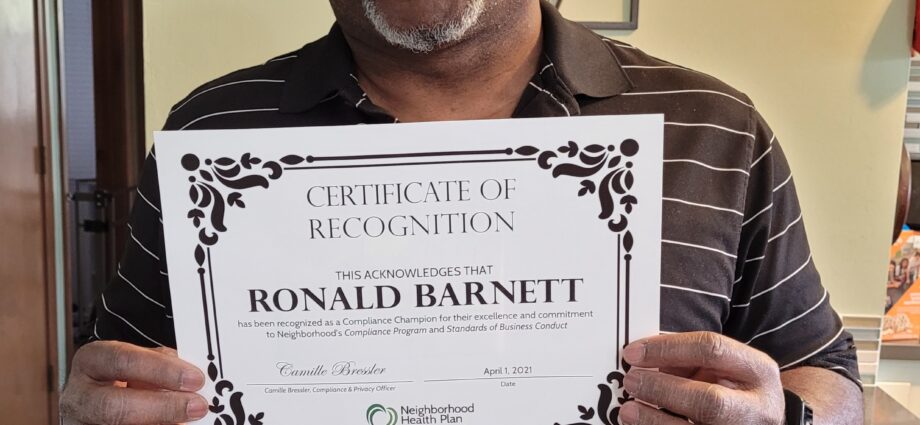 CERTIFICATE OF
RECOGNITION
THIS ACKNOWLEDGES THAT
RONALD BARNETT
has been recognized as a Compliance Champion for their excellence and commitment
to Neighborhood's Compliance Program and Standards of Business Conduct
Camille Bressler
April 1, 2021
Camille Bressler, Compliance & Privacy Officer
Date
Neighborhood
Health Plan